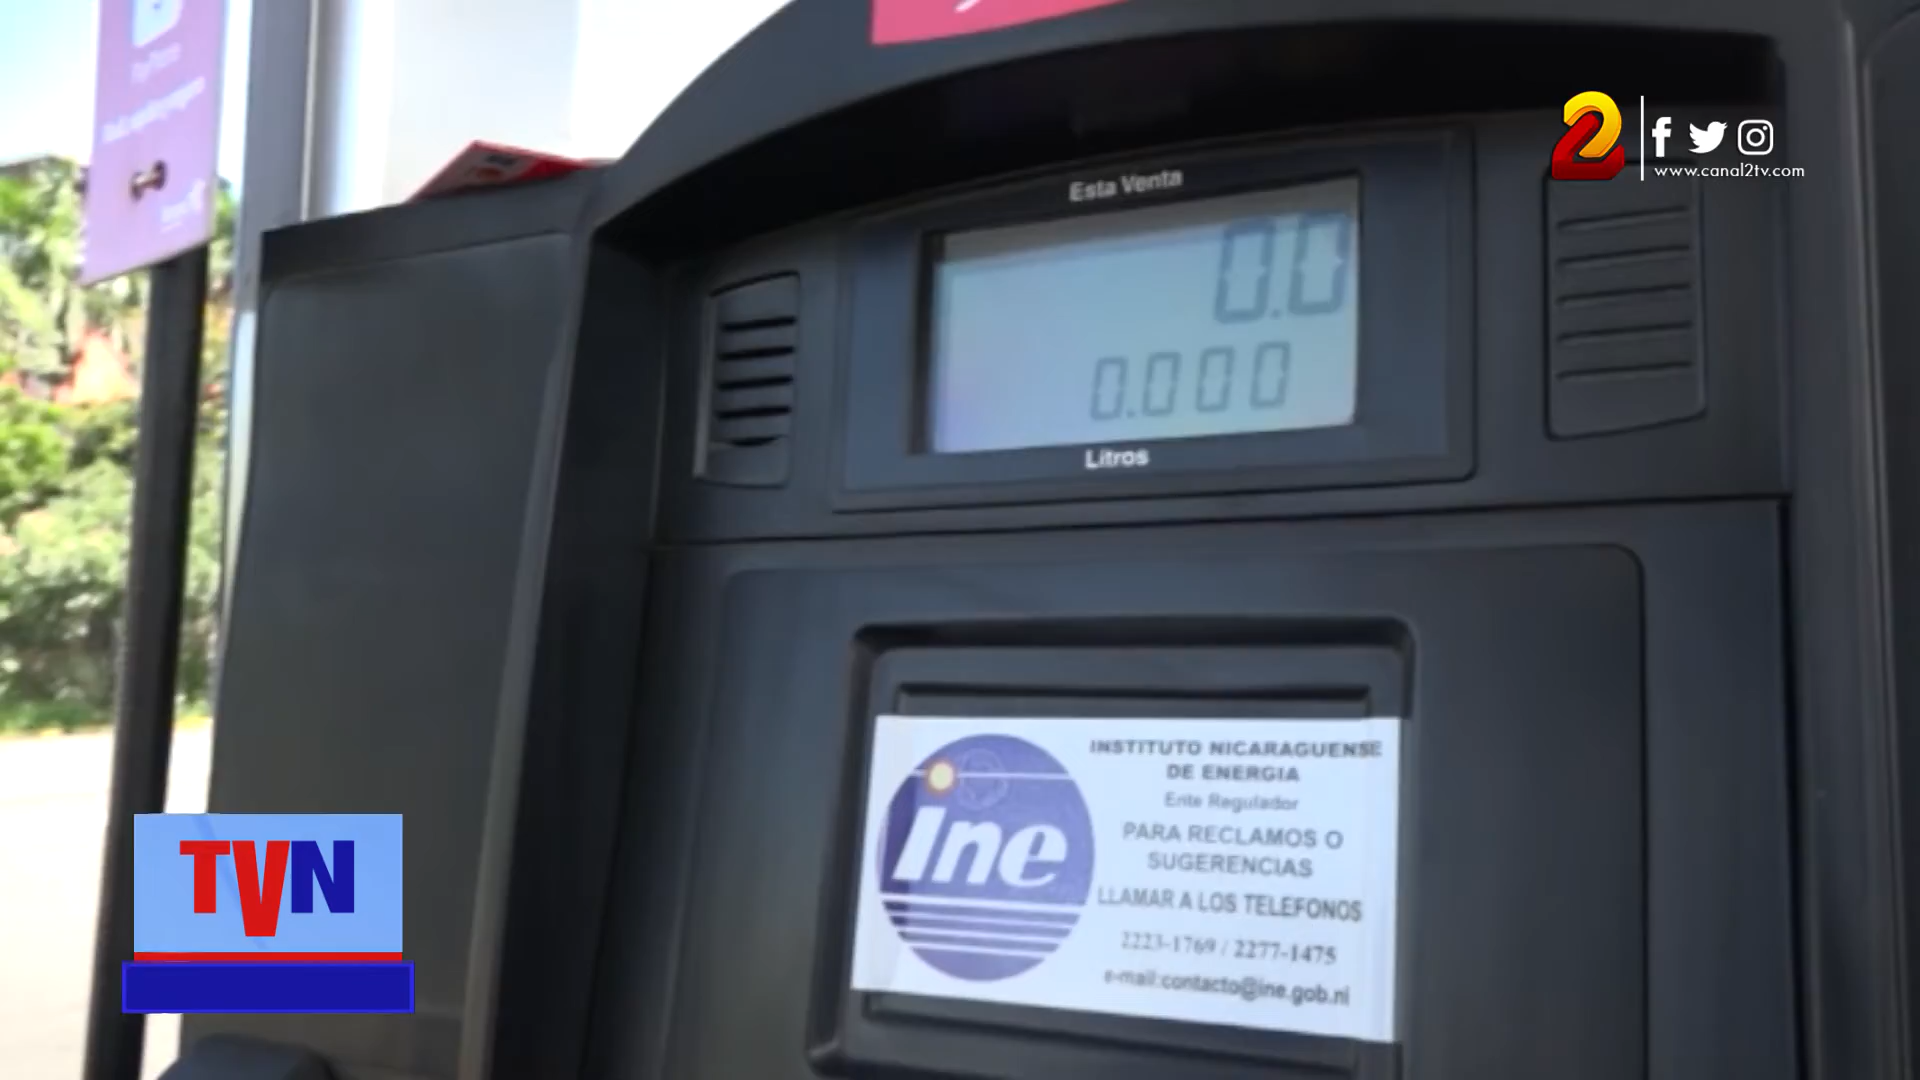 2
www.canal2tv.com
Esta Venta
0.0
0.000
Litros
INSTITUTO NICARAGUENSE
DE ENERGIA
Ente Regulador
PARA RECLAMOS O
SUGERENCIAS
LLAMAR A LOS TELEFONOS
2223-1769 / 2277-1475
e-mail:contacto@ine.gob.ni
Ine
TVN